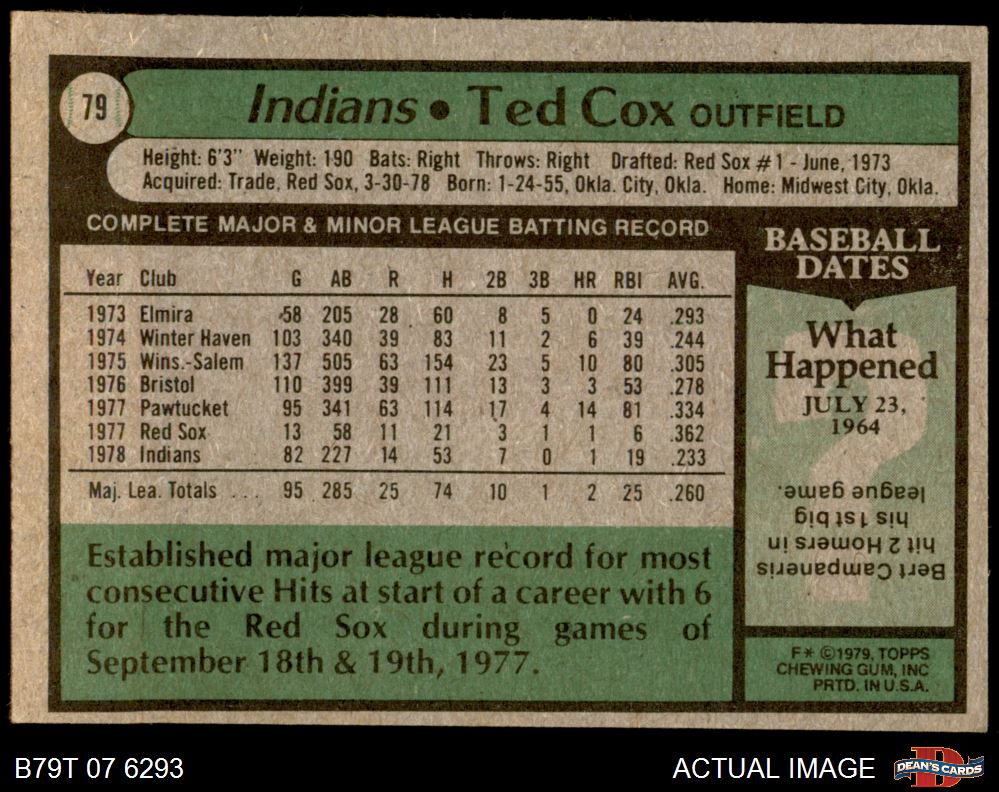 79
Indians • Ted Cox OUTFIELD
Height: 6'3" Weight: 190 Bats: Right Throws: Right Drafted: Red Sox #1 - June, 1973
Acquired: Trade, Red Sox, 3-30-78 Born: 1-24-55, Okla. City, Okla. Home: Midwest City, Okla.
COMPLETE MAJOR & MINOR LEAGUE BATTING RECORD
Year Club G AB R H 2B 3B HR RBI AVG.
1973 Elmira 58 205 28 60 8 5 0 24 .293
1974 Winter Haven 103 340 39 83 11 2 6 39 .244
1975 Wins.-Salem 137 505 63 154 23 5 10 80 .305
1976 Bristol 110 399 39 111 13 3 3 53 .278
1977 Pawtucket 95 341 63 114 17 4 14 81 .334
1977 Red Sox 13 58 11 21 3 1 1 6 .362
1978 Indians 82 227 14 53 7 0 1 19 .233
Maj. Lea. Totals ... 95 285 25 74 10 1 2 25 .260
Established major league record for most
consecutive Hits at start of a career with 6
for the Red Sox during games of
September 18th & 19th, 1977.
BASEBALL
DATES
What
Happened
JULY 23,
1964
Bert Campaneris
hit 2 Homers in
his 1st big
league game.
F* ©1979, TOPPS
CHEWING GUM, INC
PRTD. IN U.S.A.
B79T 07 6293
ACTUAL IMAGE
D
DEAN'S CARDS